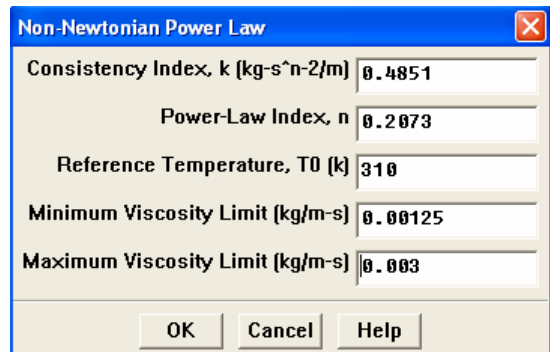 Non-Newtonian Power Law
Consistency Index, k (kg-s^n-2/m) 0.4851
Power-Law Index, n 0.2073
Reference Temperature, T0 (k) 310
Minimum Viscosity Limit (kg/m-s) 0.00125
Maximum Viscosity Limit (kg/m-s) 0.003
OK Cancel Help